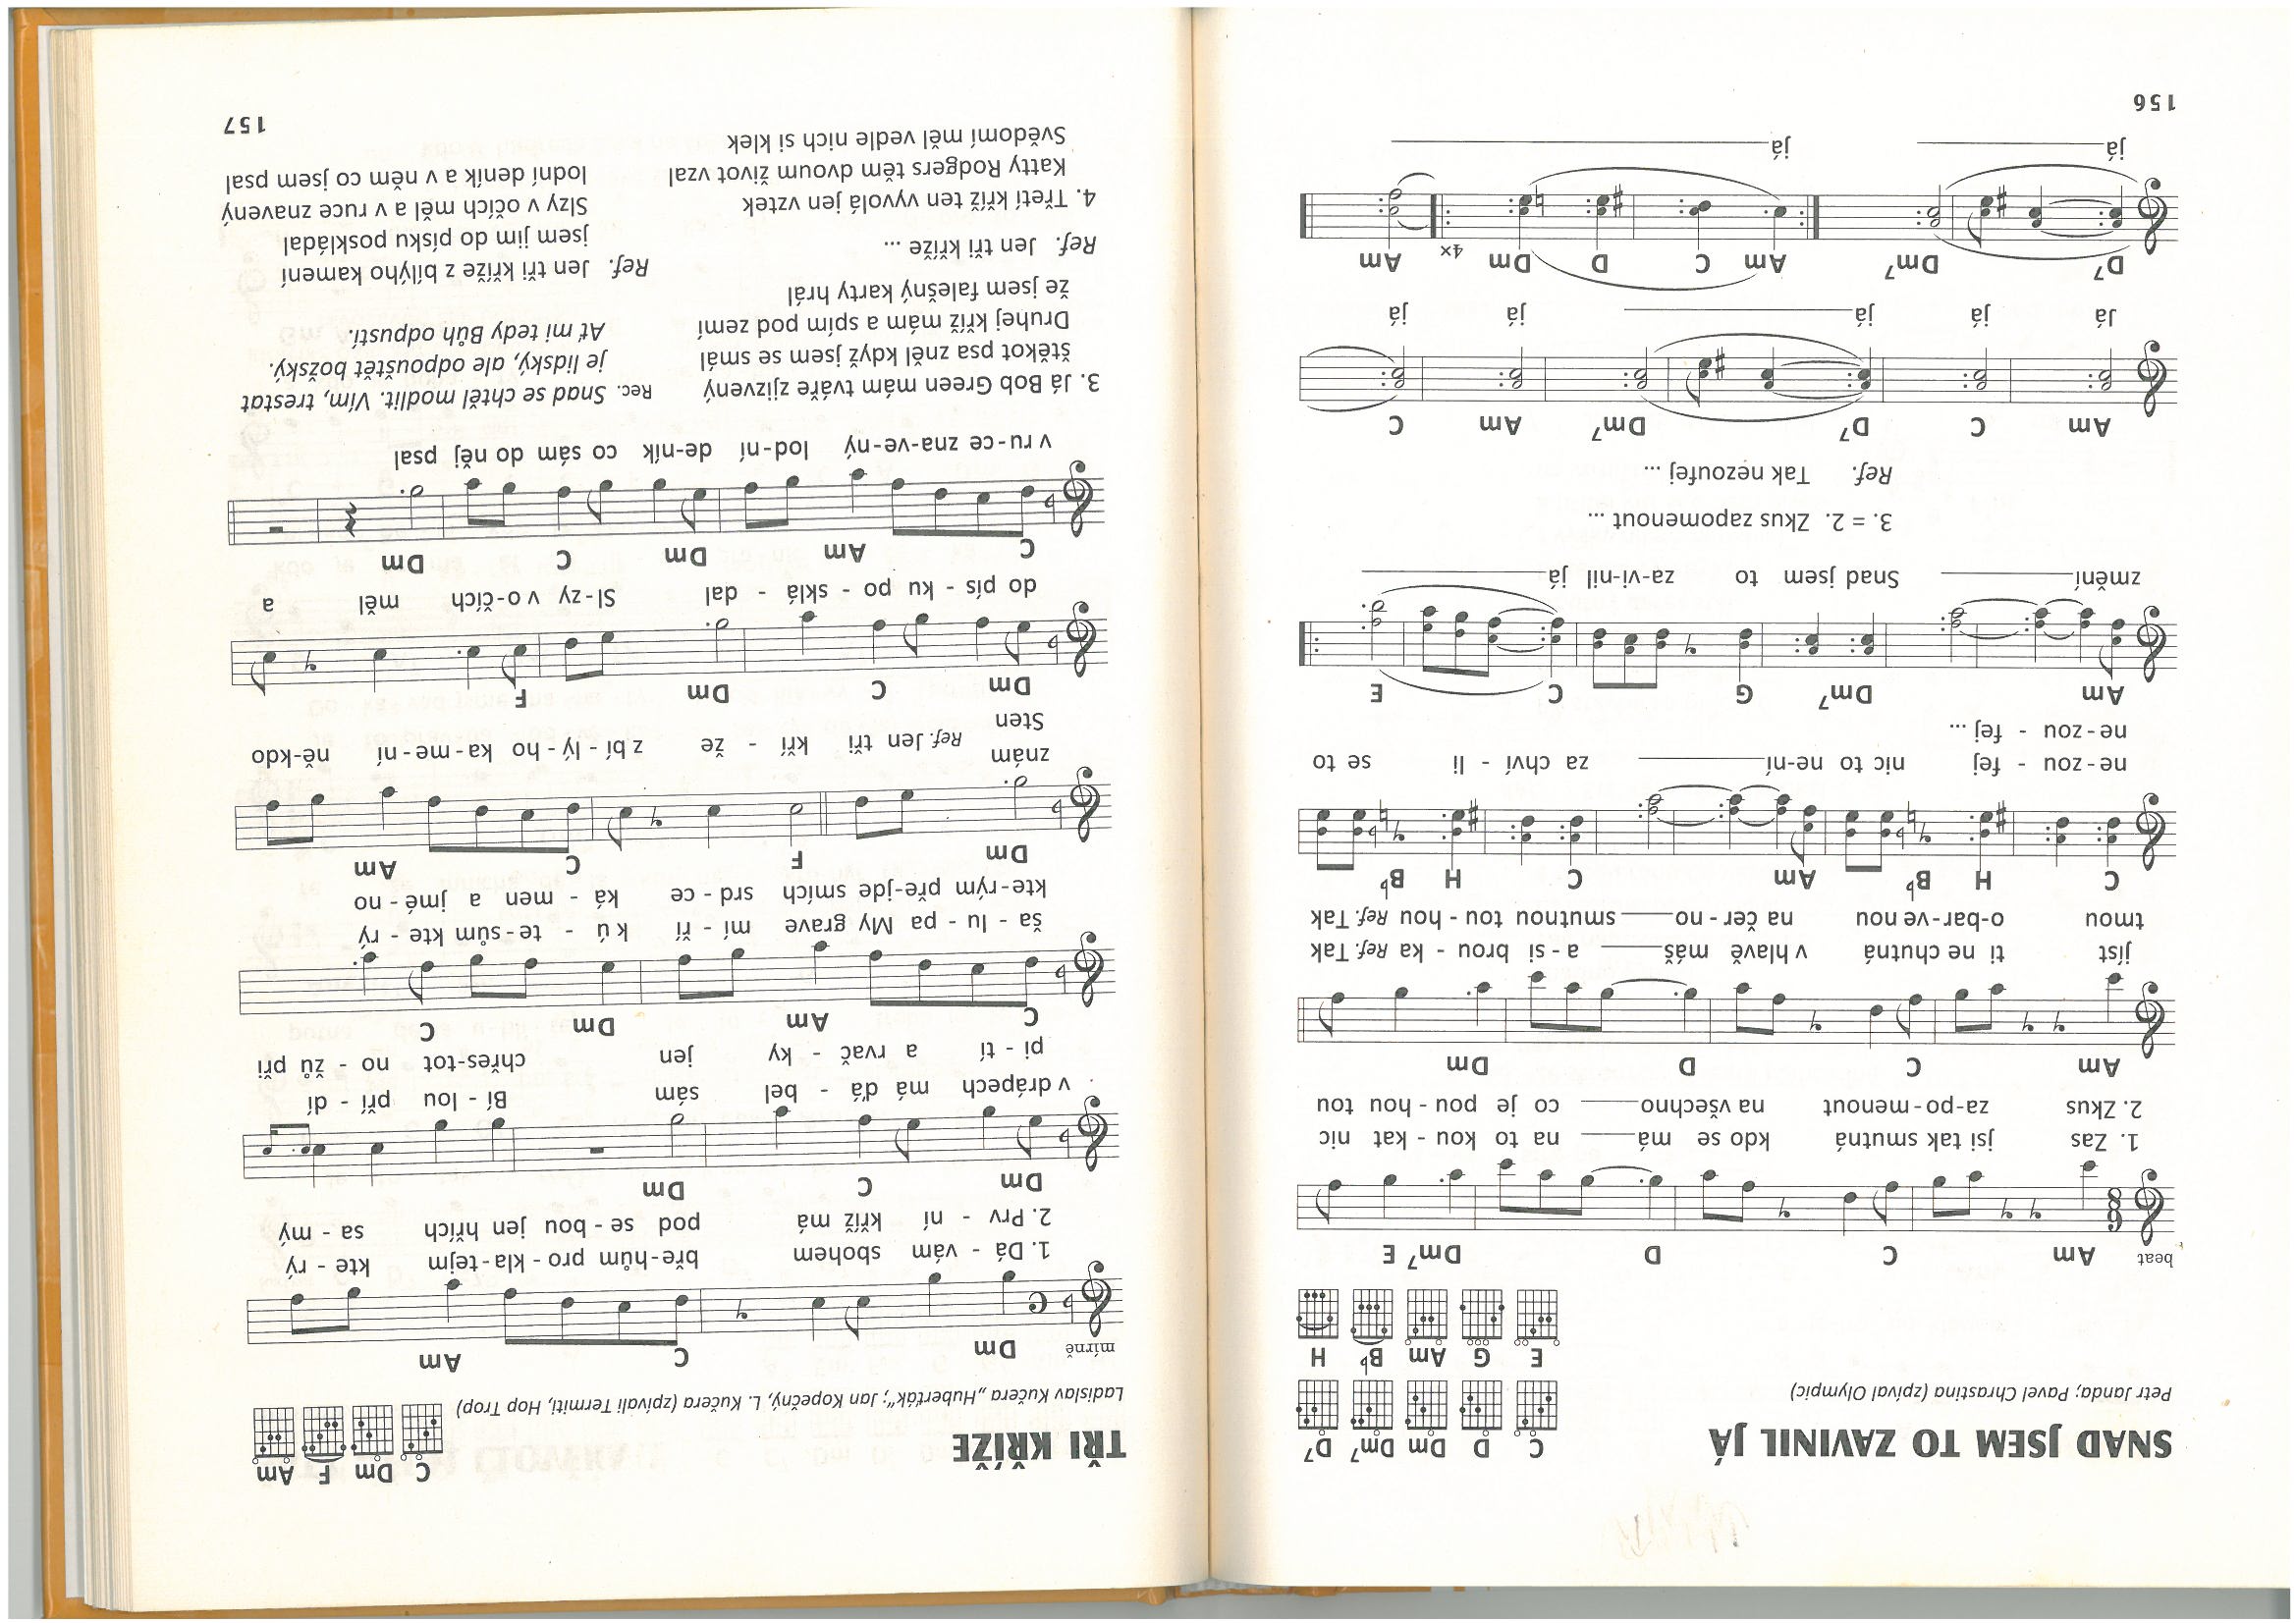 SNAD JSEM TO ZAVINIL JÁ
Petr Janda; Pavel Chrastina (zpíval Olympic)
C D Dm Dm7 D7
E G Am B♭ H
beat Am C D Dm7 E
1. Zas jsi tak smutná kdo se má na to kou - kat nic
2. Zkus za-po-menout na všechno co je pou-hou tou
Am C D Dm
jíst ti ne chutná v hlavě máš a-si brou - ka Ref. Tak
tmou o-bar-ve nou na čer-no smutnou tou-hou Ref. Tak
C H B♭ Am C H B♭
ne-zou - fej nic to ne-ní za chví - li se to
ne-zou - fej ...
Am Dm7 G C E
změní Snad jsem to za-vi-nil já
3. = 2. Zkus zapomenout ...
Ref. Tak nezoufej ...
Am C D7 Dm7 Am C
Já já já já já
D7 Dm7 Am C D Dm 4x Am
já já
156
TŘI KŘÍŽE
Ladislav Kučera „Huberťák“; Jan Kopečný, L. Kučera (zpívali Termiti, Hop Trop)
C Dm F Am
mírně Dm C Am
1. Dá - vám sbohem bře-hům pro-kla-tejm kte - rý
2. Prv - ní kříž má pod se-bou jen hřích sa - mý
Dm C Dm
v drápech má ďá - bel sám Bí - lou pří - dí
pi - tí a rvač - ky jen chřes-tot no - žů při
C Am Dm C
ša - lu - pa My grave mí - ří k ú - te-sům kte - rý
kte-rým pře-jde smích srd - ce ká - men a jmé - no
Dm F C Am
znám Ref. Jen tři kří - že z bí-lý-ho ka-me-ní ně-kdo
Sten
Dm C Dm F
do pís - ku po - sklá - dal Sl-zy v o-čích měl a
C Am Dm C Dm
v ru-ce zna-ve-ný lod-ní de-ník co sám do něj psal
3. Já Bob Green mám tváře zjizvený
štěkot psa zněl když jsem se smál
Druhej kříž mám a spím pod zemí
že jsem falešný karty hrál
Ref. Jen tři kříže ...
4. Třetí kříž ten vyvolá jen vztek
Katty Rodgers těm dvoum život vzal
Svědomí měl vedle nich si klek
Rec. Snad se chtěl modlit. Vím, trestat
je lidský, ale odpouštět božský.
Ať mi tedy Bůh odpustí.
Ref. Jen tři kříže z bílýho kamení
jsem jim do písku poskládal
Slzy v očích měl a v ruce znavený
lodní deník a v něm co jsem psal
157